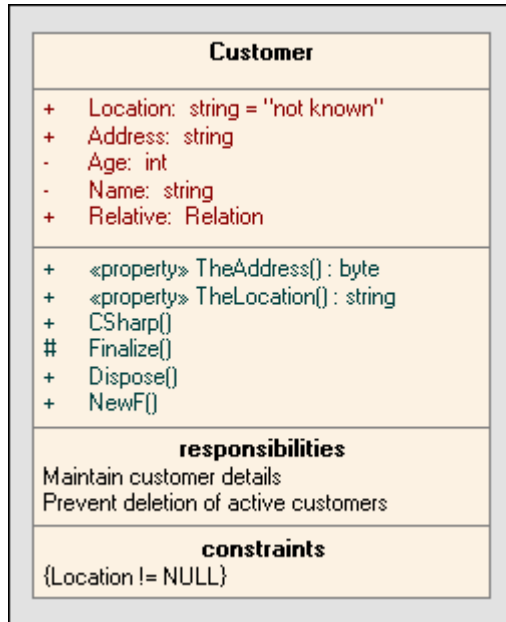 Customer
+ Location: string = "not known"
+ Address: string
- Age: int
- Name: string
+ Relative: Relation
+ «property» TheAddress() : byte
+ «property» TheLocation() : string
+ CSharp()
# Finalize()
+ Dispose()
+ NewF()
responsibilities
Maintain customer details
Prevent deletion of active customers
constraints
{Location != NULL}